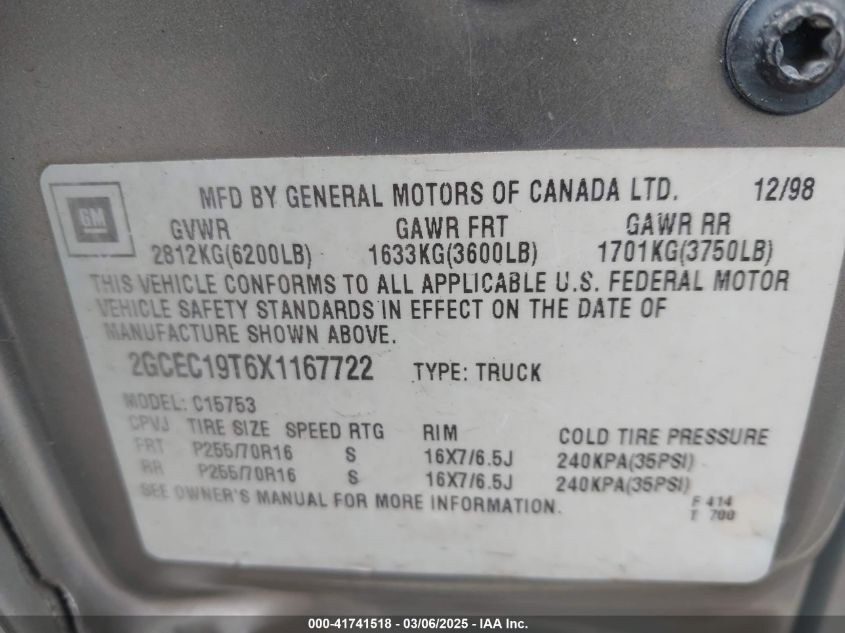 GM
MFD BY GENERAL MOTORS OF CANADA LTD. 12/98
GVWR GAWR FRT GAWR RR
2812KG(6200LB) 1633KG(3600LB) 1701KG(3750LB)
THIS VEHICLE CONFORMS TO ALL APPLICABLE U.S. FEDERAL MOTOR
VEHICLE SAFETY STANDARDS IN EFFECT ON THE DATE OF
MANUFACTURE SHOWN ABOVE.
2GCEC19T6X1167722 TYPE: TRUCK
MODEL: C15753
CPVJ TIRE SIZE SPEED RTG RIM COLD TIRE PRESSURE
FRT P255/70R16 S 16X7/6.5J 240KPA(35PSI)
RR P255/70R16 S 16X7/6.5J 240KPA(35PSI)
SEE OWNER'S MANUAL FOR MORE INFORMATION.
F 414
T 700
000-41741518 — 03/06/2025 — IAA Inc.